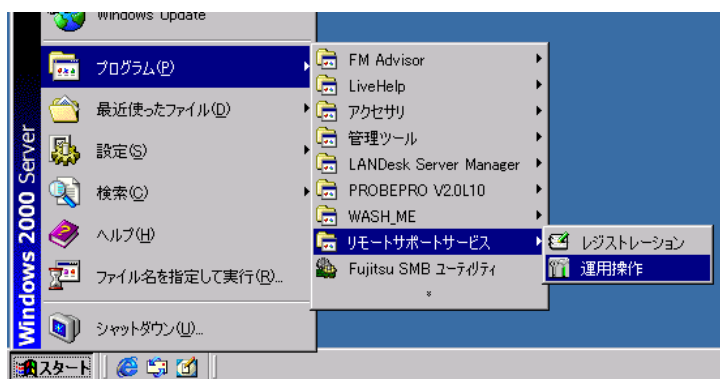 Windows Update
プログラム(P)
最近使ったファイル(D)
設定(S)
検索(C)
ヘルプ(H)
ファイル名を指定して実行(R)...
シャットダウン(U)...
Windows 2000 Server
FM Advisor
LiveHelp
アクセサリ
管理ツール
LANDesk Server Manager
PROBEPRO V2.0L10
WASH_ME
リモートサポートサービス
Fujitsu SMB ユーティリティ
レジストレーション
運用操作
スタート